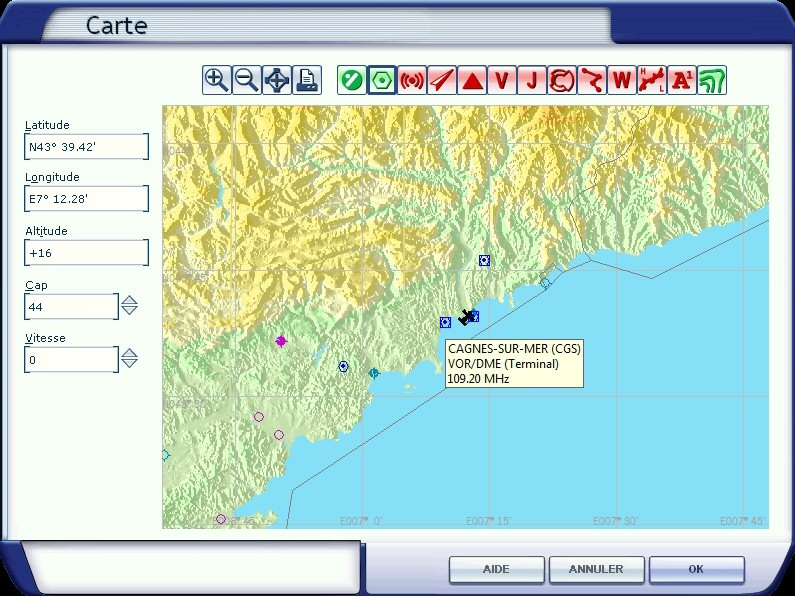 Carte
V J W H L A¹
Latitude
N43° 39.42'
Longitude
E7° 12.28'
Altitude
+16
Cap
44
Vitesse
0
CAGNES-SUR-MER (CGS)
VOR/DME (Terminal)
109.20 MHz
E007° 0' E007° 15' E007° 30' E007° 45'
AIDE ANNULER OK